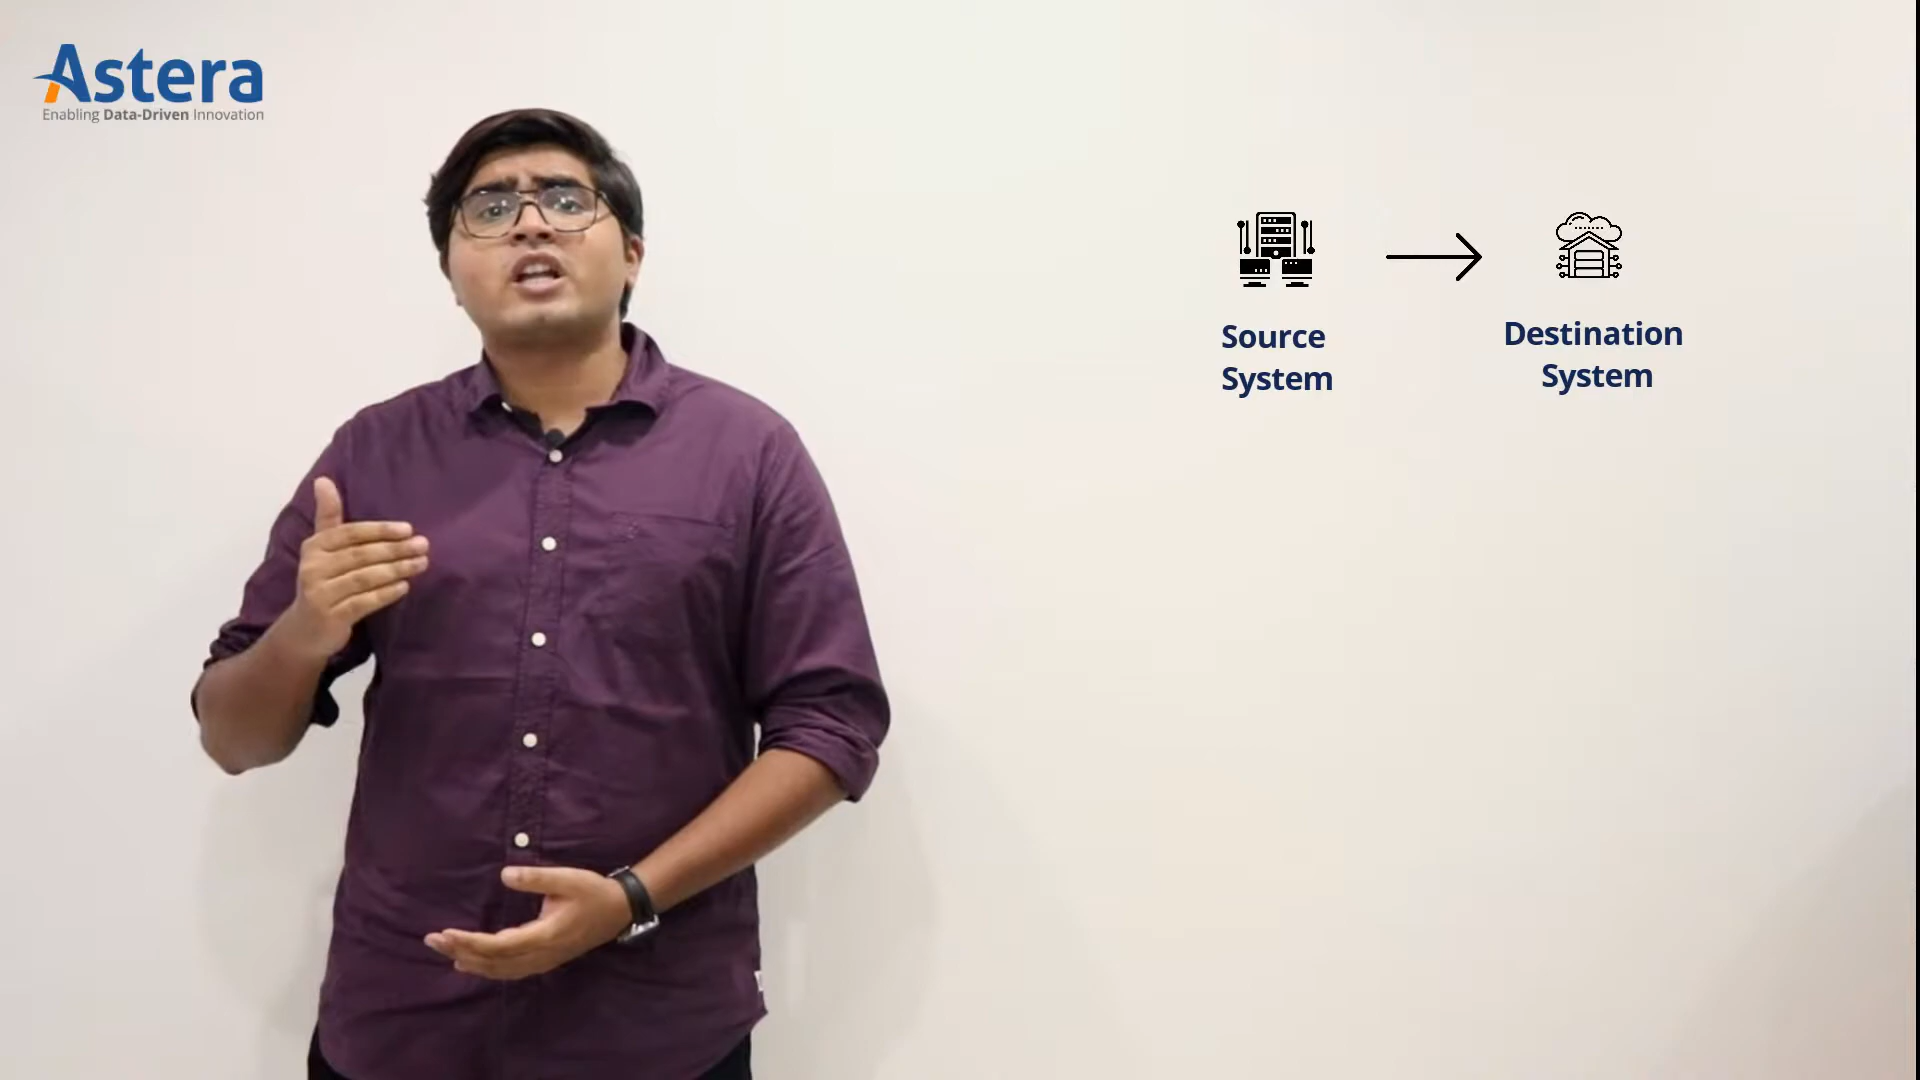 Astera
Enabling Data-Driven Innovation
Source
System
Destination
System